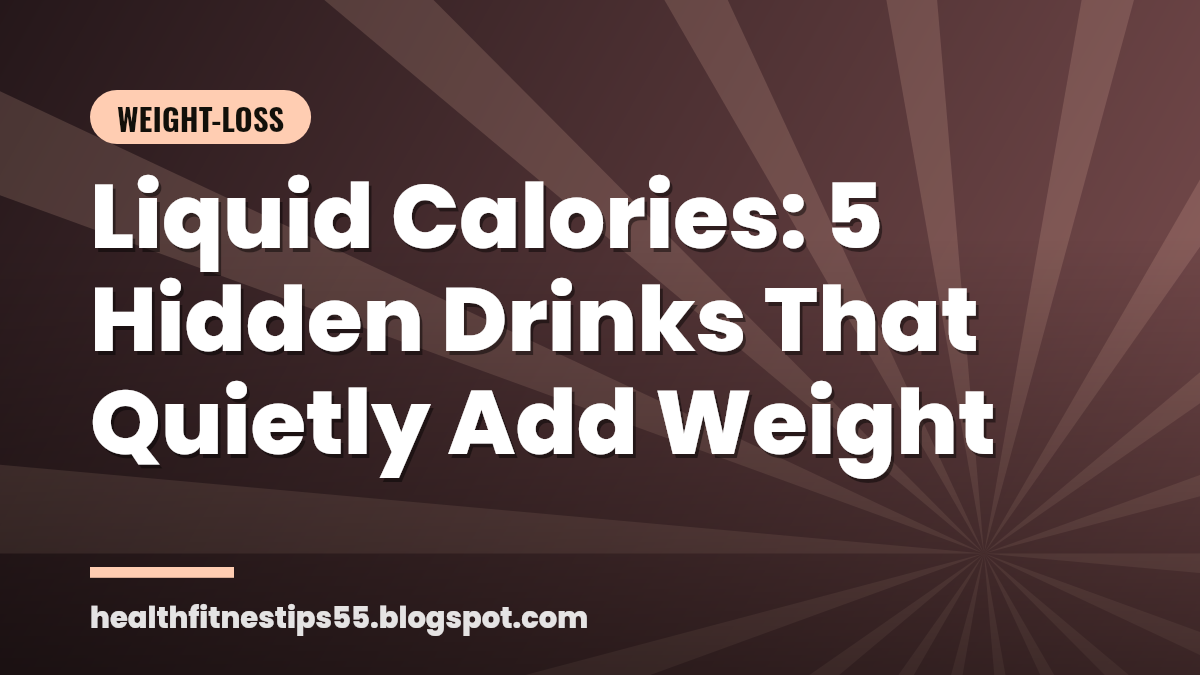 WEIGHT-LOSS
Liquid Calories: 5
Hidden Drinks That
Quietly Add Weight
healthfitnestips55.blogspot.com